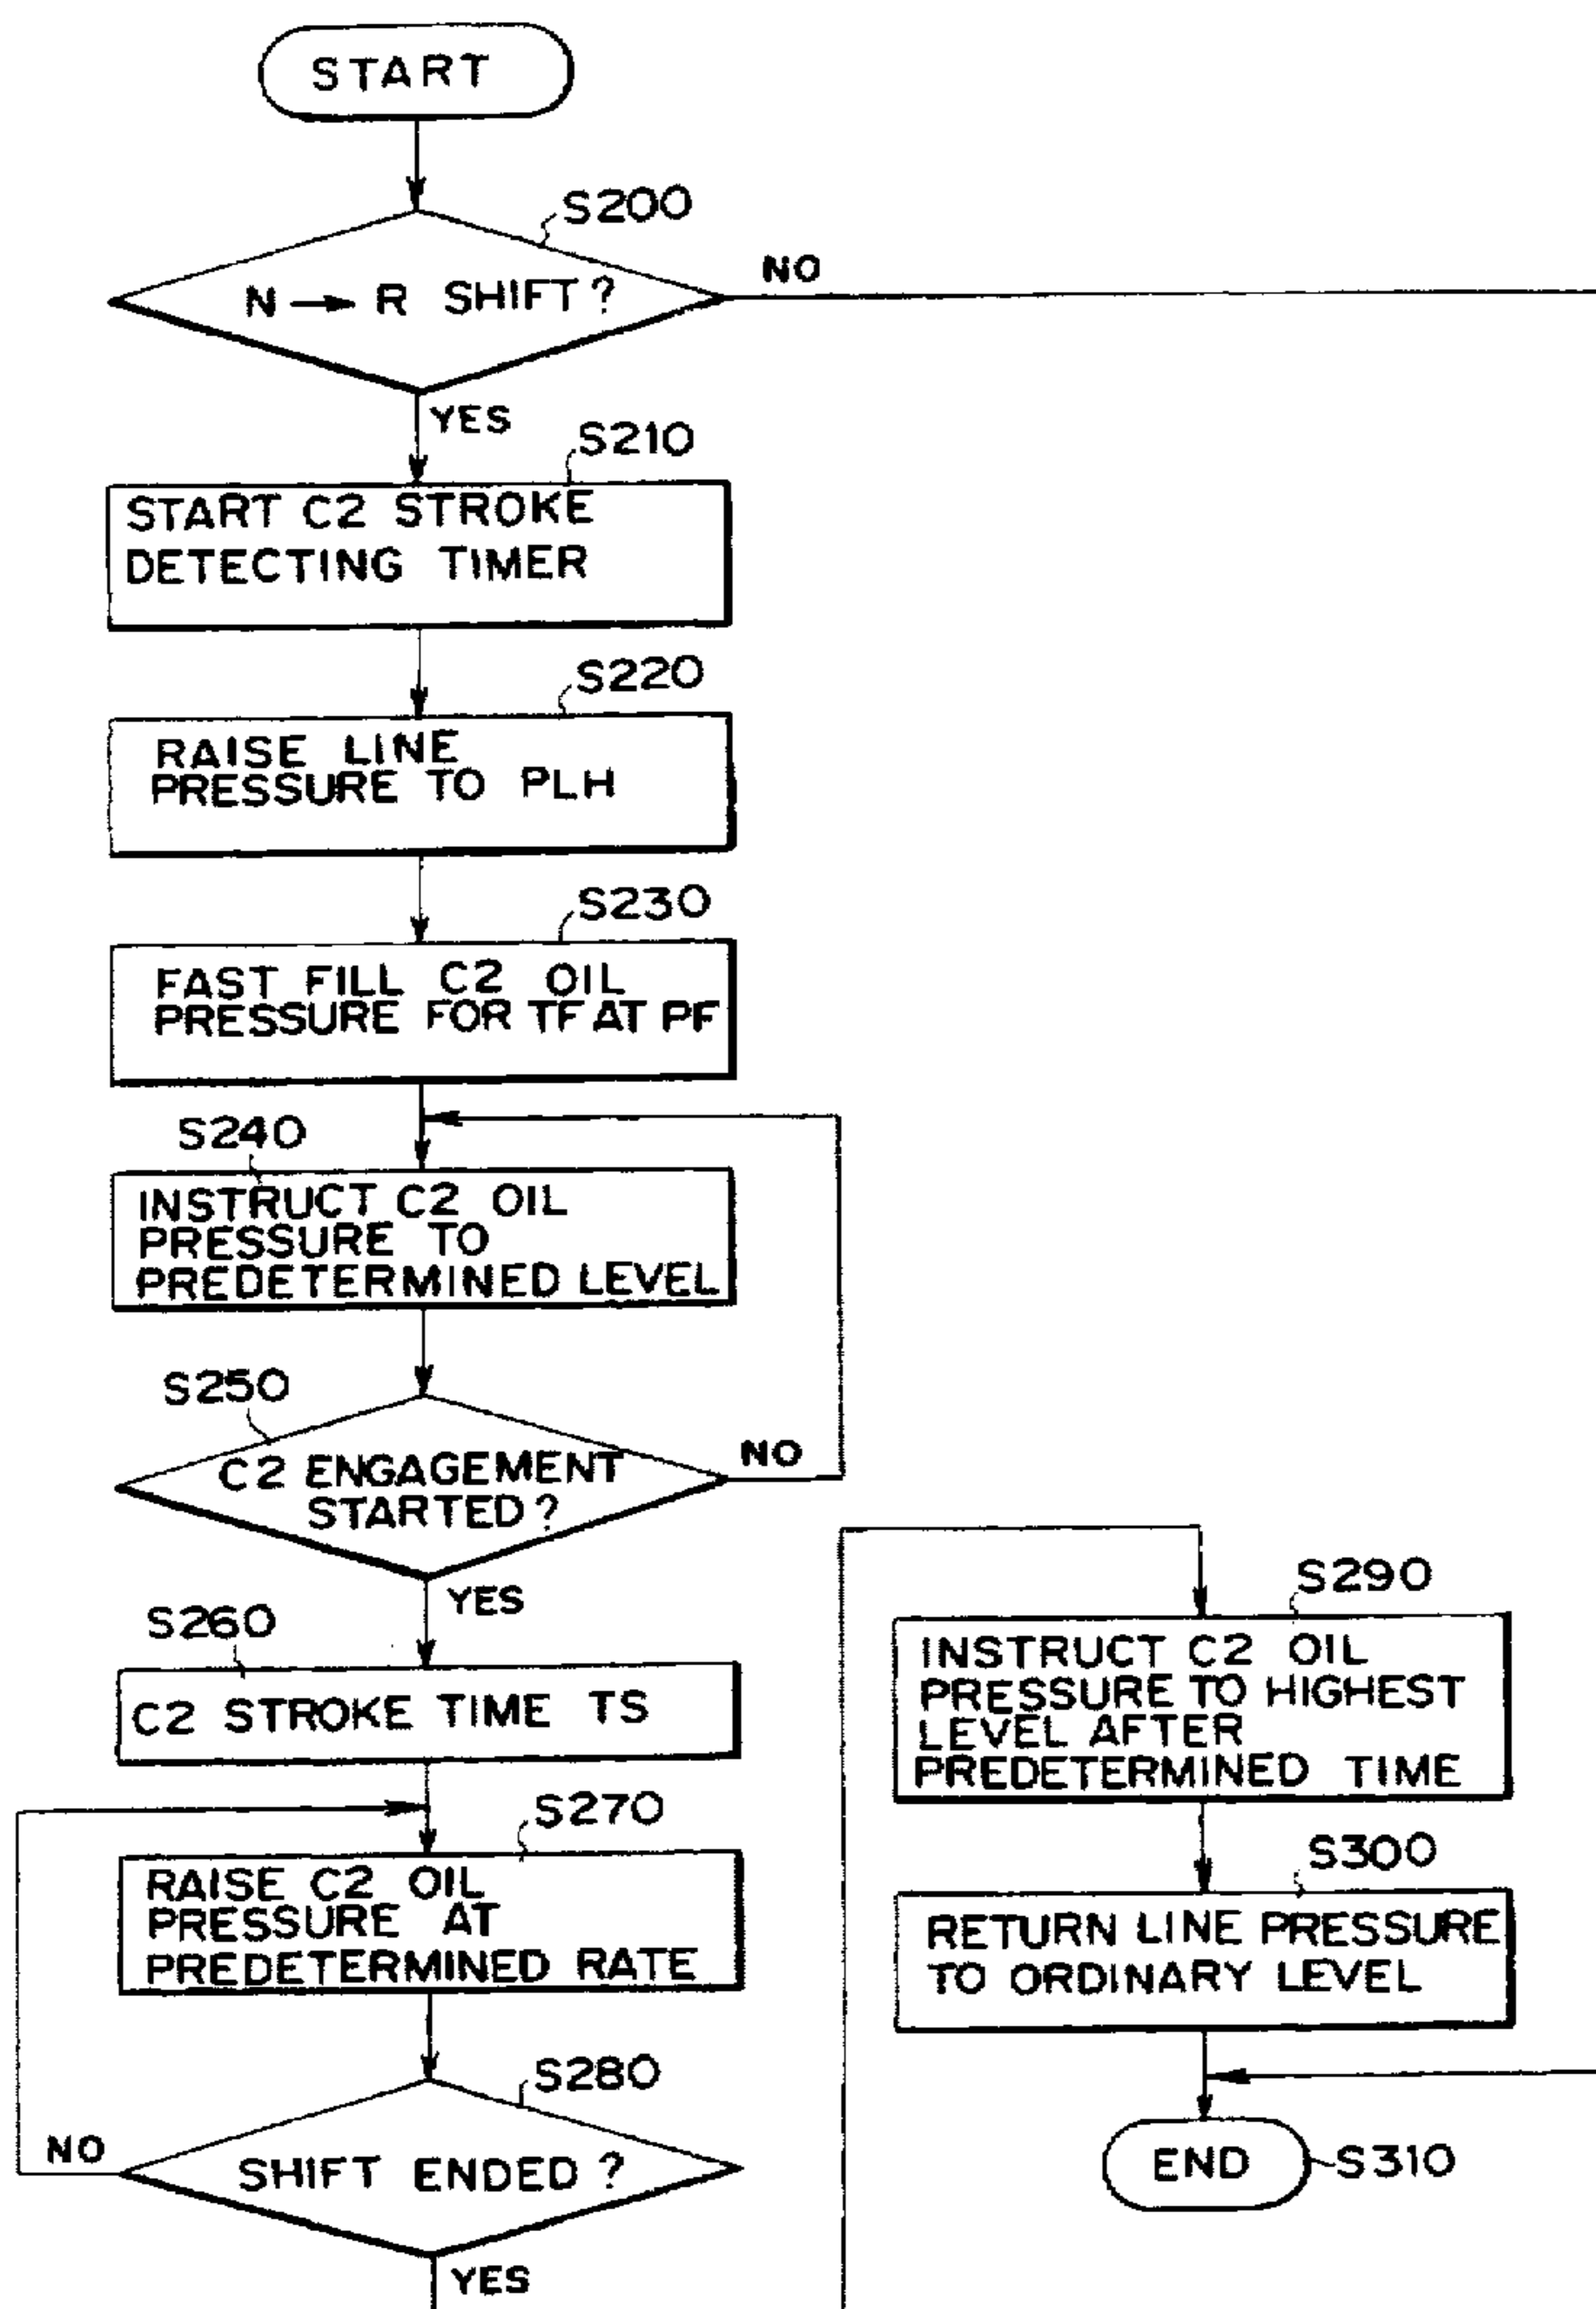 START
S200
N → R SHIFT?
NO
YES
S210
START C2 STROKE
DETECTING TIMER
S220
RAISE LINE
PRESSURE TO PLH
S230
FAST FILL C2 OIL
PRESSURE FOR TF AT PF
S240
INSTRUCT C2 OIL
PRESSURE TO
PREDETERMINED LEVEL
S250
C2 ENGAGEMENT
STARTED?
NO
YES
S260
C2 STROKE TIME TS
S270
RAISE C2 OIL
PRESSURE AT
PREDETERMINED RATE
S280
SHIFT ENDED?
NO
YES
S290
INSTRUCT C2 OIL
PRESSURE TO HIGHEST
LEVEL AFTER
PREDETERMINED TIME
S300
RETURN LINE PRESSURE
TO ORDINARY LEVEL
END
S310